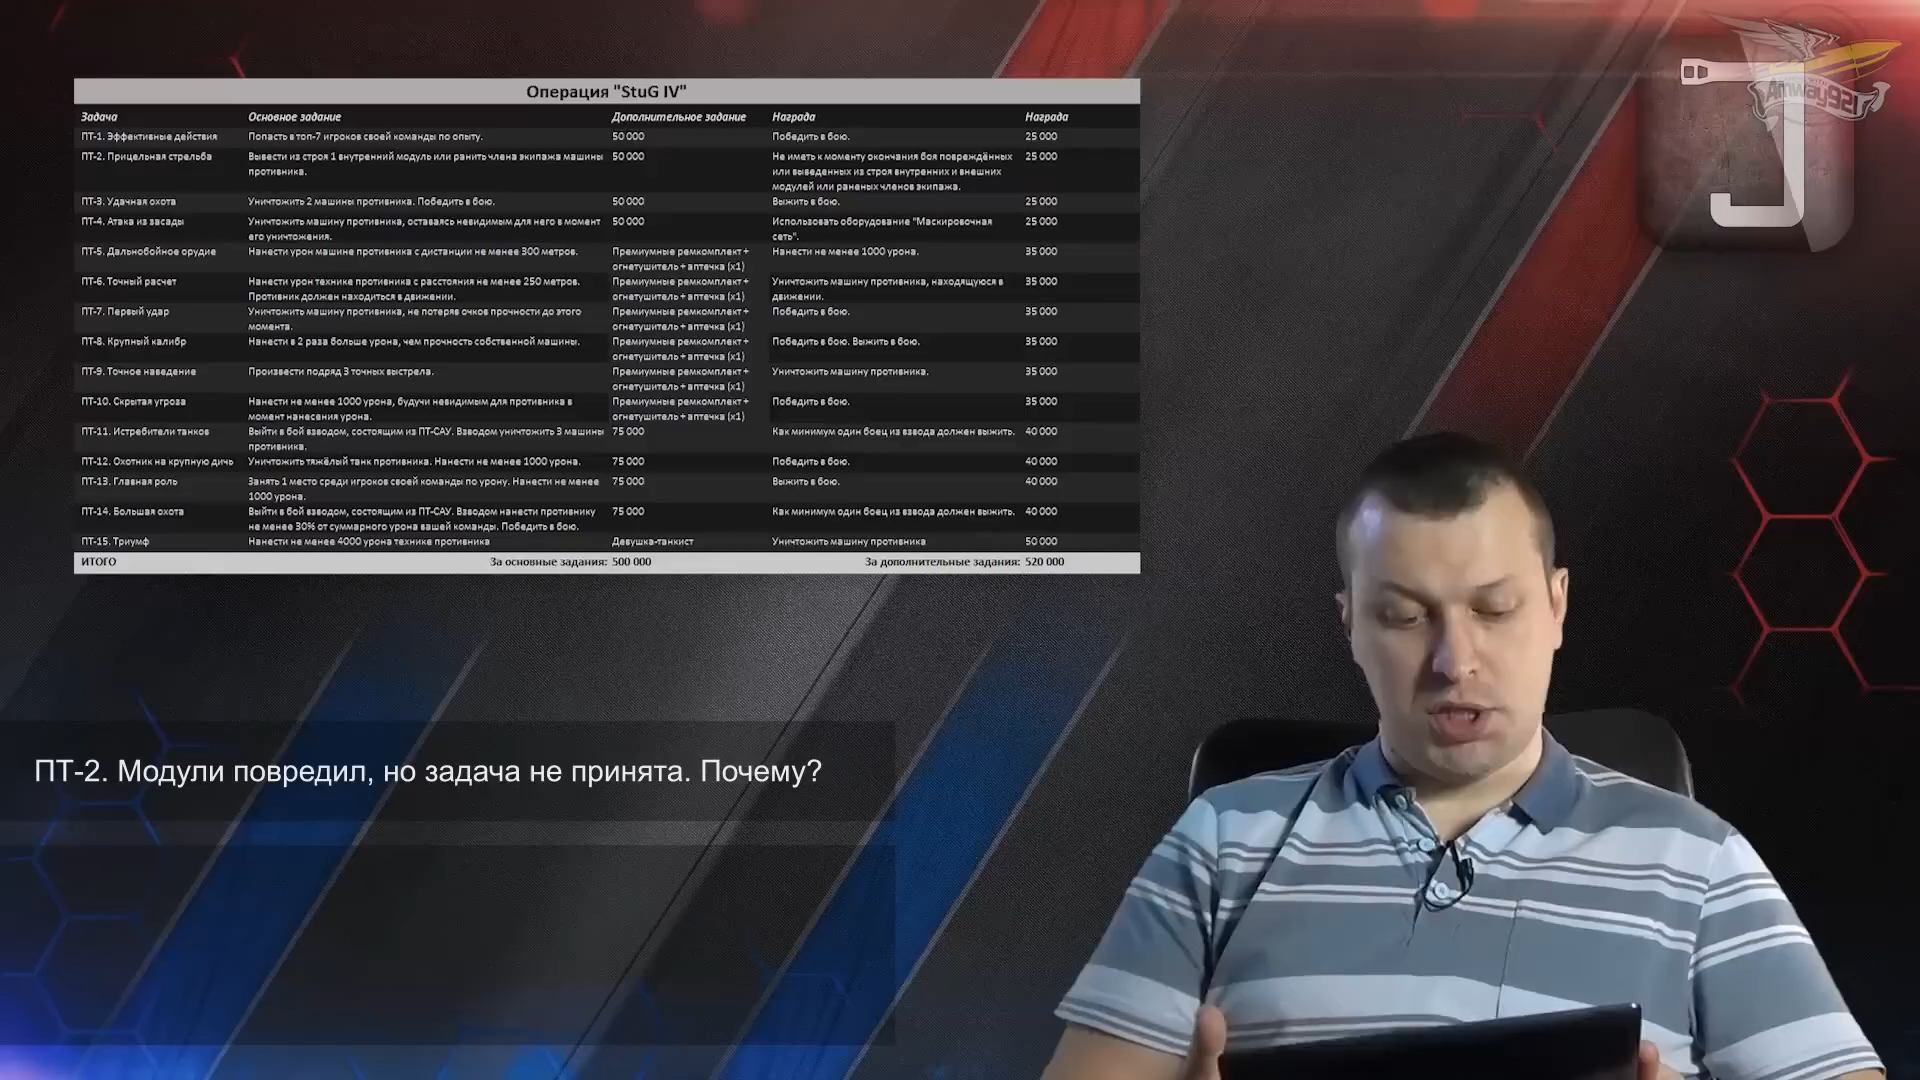 Операция "StuG IV"
Задача Основное задание Дополнительное задание Награда Награда
ПТ-1. Эффективные действия Попасть в топ-7 игроков своей команды по опыту. 50 000 Победить в бою. 25 000
ПТ-2. Прицельная стрельба Вывести из строя 1 внутренний модуль или ранить члена экипажа машины 50 000 Не иметь к моменту окончания боя повреждённых 25 000
противника. или выведенных из строя внутренних и внешних
модулей или раненых членов экипажа.
ПТ-3. Удачная охота Уничтожить 2 машины противника. Победить в бою. 50 000 Выжить в бою. 25 000
ПТ-4. Атака из засады Уничтожить машину противника, оставаясь невидимым для него в момент 50 000 Использовать оборудование "Маскировочная 25 000
его уничтожения. сеть".
ПТ-5. Дальнобойное орудие Нанести урон машине противника с дистанции не менее 300 метров. Премиумные ремкомплект + Нанести не менее 1000 урона. 35 000
огнетушитель + аптечка (x1)
ПТ-6. Точный расчет Нанести урон технике противника с расстояния не менее 250 метров. Премиумные ремкомплект + Уничтожить машину противника, находящуюся в 35 000
Противник должен находиться в движении. огнетушитель + аптечка (x1) движении.
ПТ-7. Первый удар Уничтожить машину противника, не потеряв очков прочности до этого Премиумные ремкомплект + Победить в бою. 35 000
момента. огнетушитель + аптечка (x1)
ПТ-8. Крупный калибр Нанести в 2 раза больше урона, чем прочность собственной машины. Премиумные ремкомплект + Победить в бою. Выжить в бою. 35 000
огнетушитель + аптечка (x1)
ПТ-9. Точное наведение Произвести подряд 3 точных выстрела. Премиумные ремкомплект + Уничтожить машину противника. 35 000
огнетушитель + аптечка (x1)
ПТ-10. Скрытая угроза Нанести не менее 1000 урона, будучи невидимым для противника в Премиумные ремкомплект + Победить в бою. 35 000
момент нанесения урона. огнетушитель + аптечка (x1)
ПТ-11. Истребители танков Выйти в бой взводом, состоящим из ПТ-САУ. Взводом уничтожить 3 машины 75 000 Как минимум один боец из взвода должен выжить. 40 000
противника.
ПТ-12. Охотник на крупную дичь Уничтожить тяжёлый танк противника. Нанести не менее 1000 урона. 75 000 Победить в бою. 40 000
ПТ-13. Главная роль Занять 1 место среди игроков своей команды по урону. Нанести не менее 75 000 Выжить в бою. 40 000
1000 урона.
ПТ-14. Большая охота Выйти в бой взводом, состоящим из ПТ-САУ. Взводом нанести противнику 75 000 Как минимум один боец из взвода должен выжить. 40 000
не менее 30% от суммарного урона вашей команды. Победить в бою.
ПТ-15. Триумф Нанести не менее 4000 урона технике противника Девушка-танкист Уничтожить машину противника 50 000
ИТОГО За основные задания: 500 000 За дополнительные задания: 520 000
Amway921
ПТ-2. Модули повредил, но задача не принята. Почему?